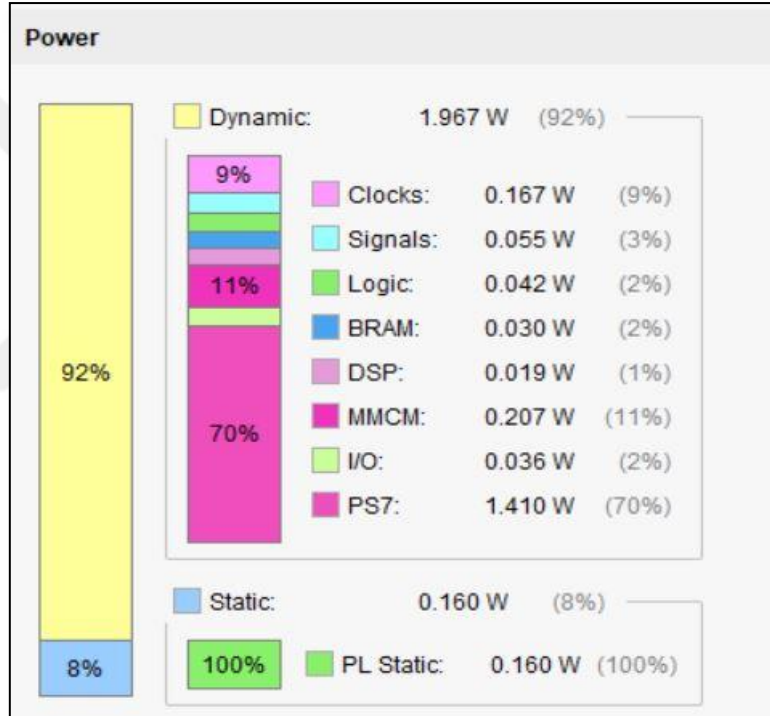 Power
Dynamic: 1.967 W (92%)
9%
Clocks: 0.167 W (9%)
Signals: 0.055 W (3%)
Logic: 0.042 W (2%)
11%
BRAM: 0.030 W (2%)
92%
DSP: 0.019 W (1%)
MMCM: 0.207 W (11%)
70%
I/O: 0.036 W (2%)
PS7: 1.410 W (70%)
Static: 0.160 W (8%)
8%
100%
PL Static: 0.160 W (100%)